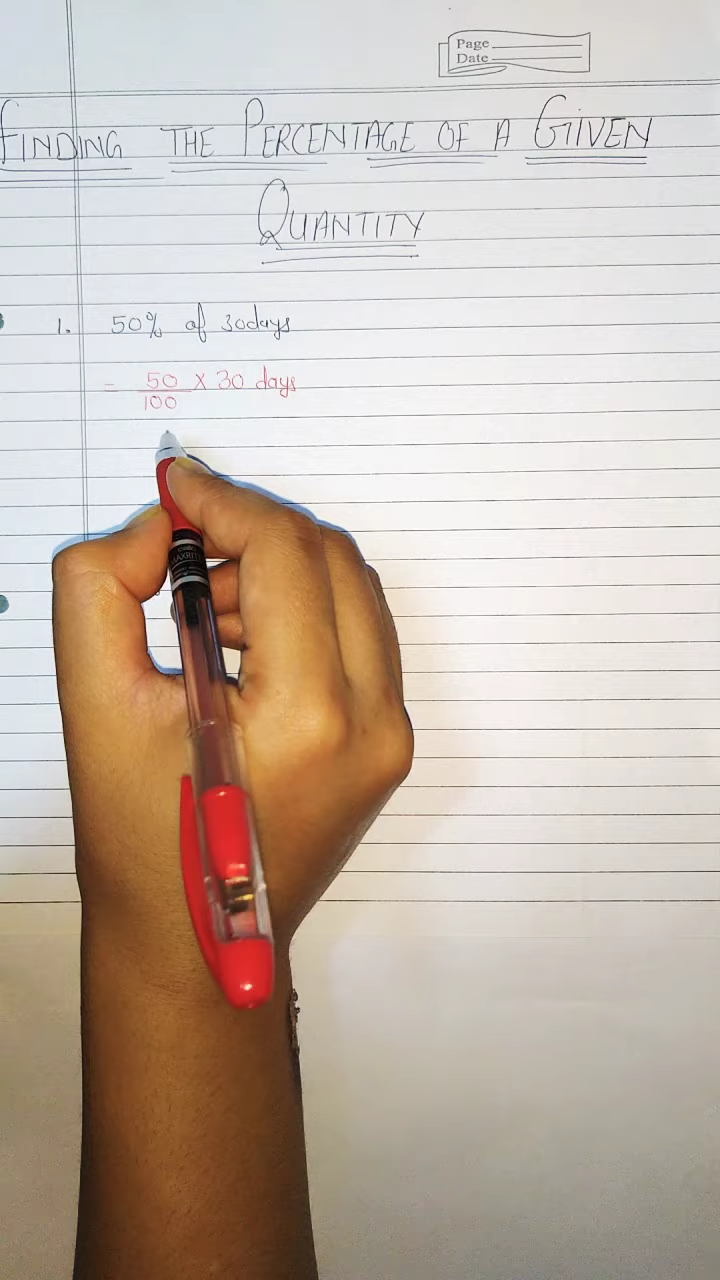 Page
Date
FINDING THE PERCENTAGE OF A GIVEN
QUANTITY
1. 50% of 30days
= 50 × 30 days
100